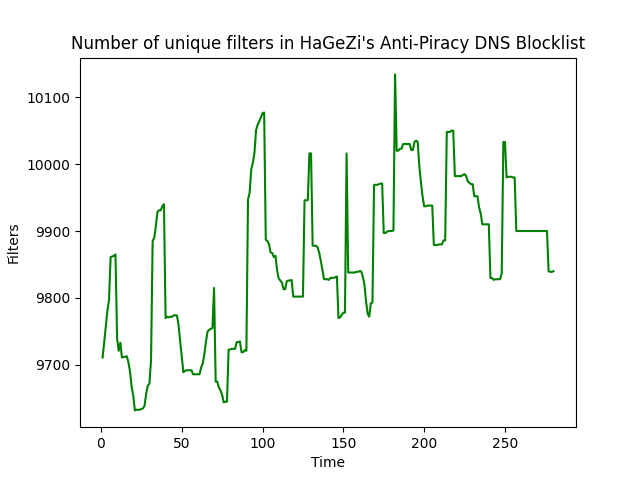 Number of unique filters in HaGeZi's Anti-Piracy DNS Blocklist
10100
10000
9900
9800
9700
Filters
0 50 100 150 200 250
Time